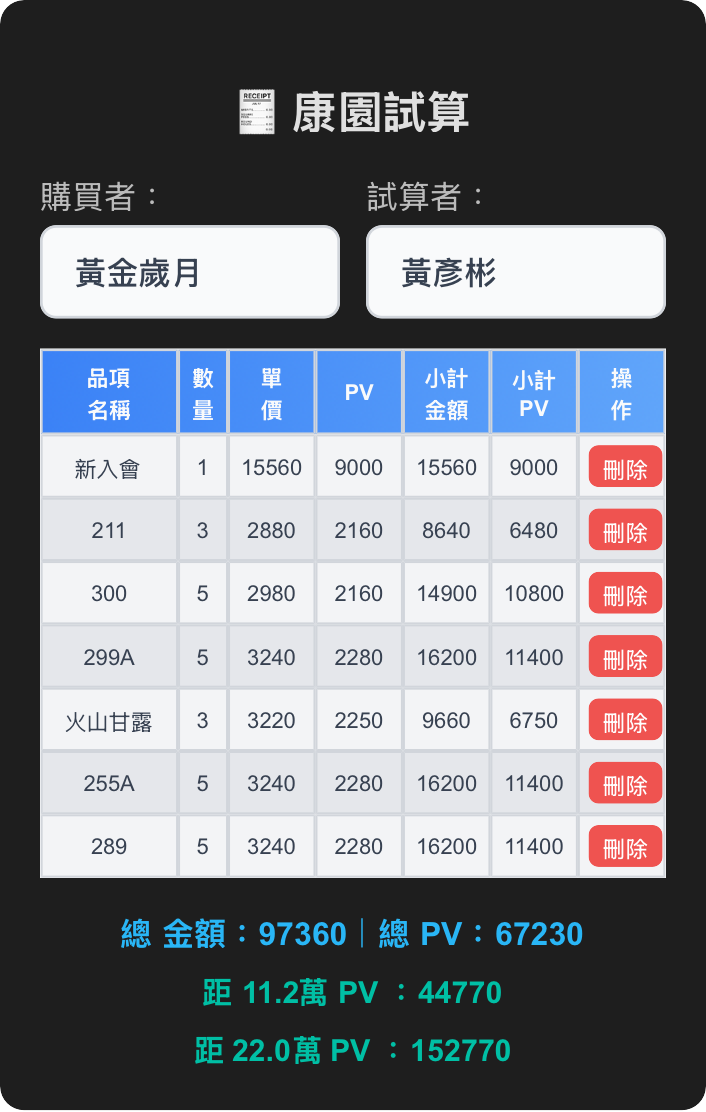 康園試算
購買者： 試算者：
黃金歲月 黃彥彬
品項名稱 數量 單價 PV 小計金額 小計PV 操作
新入會 1 15560 9000 15560 9000 刪除
211 3 2880 2160 8640 6480 刪除
300 5 2980 2160 14900 10800 刪除
299A 5 3240 2280 16200 11400 刪除
火山甘露 3 3220 2250 9660 6750 刪除
255A 5 3240 2280 16200 11400 刪除
289 5 3240 2280 16200 11400 刪除
總 金額：97360｜總 PV：67230
距 11.2萬 PV ：44770
距 22.0萬 PV ：152770